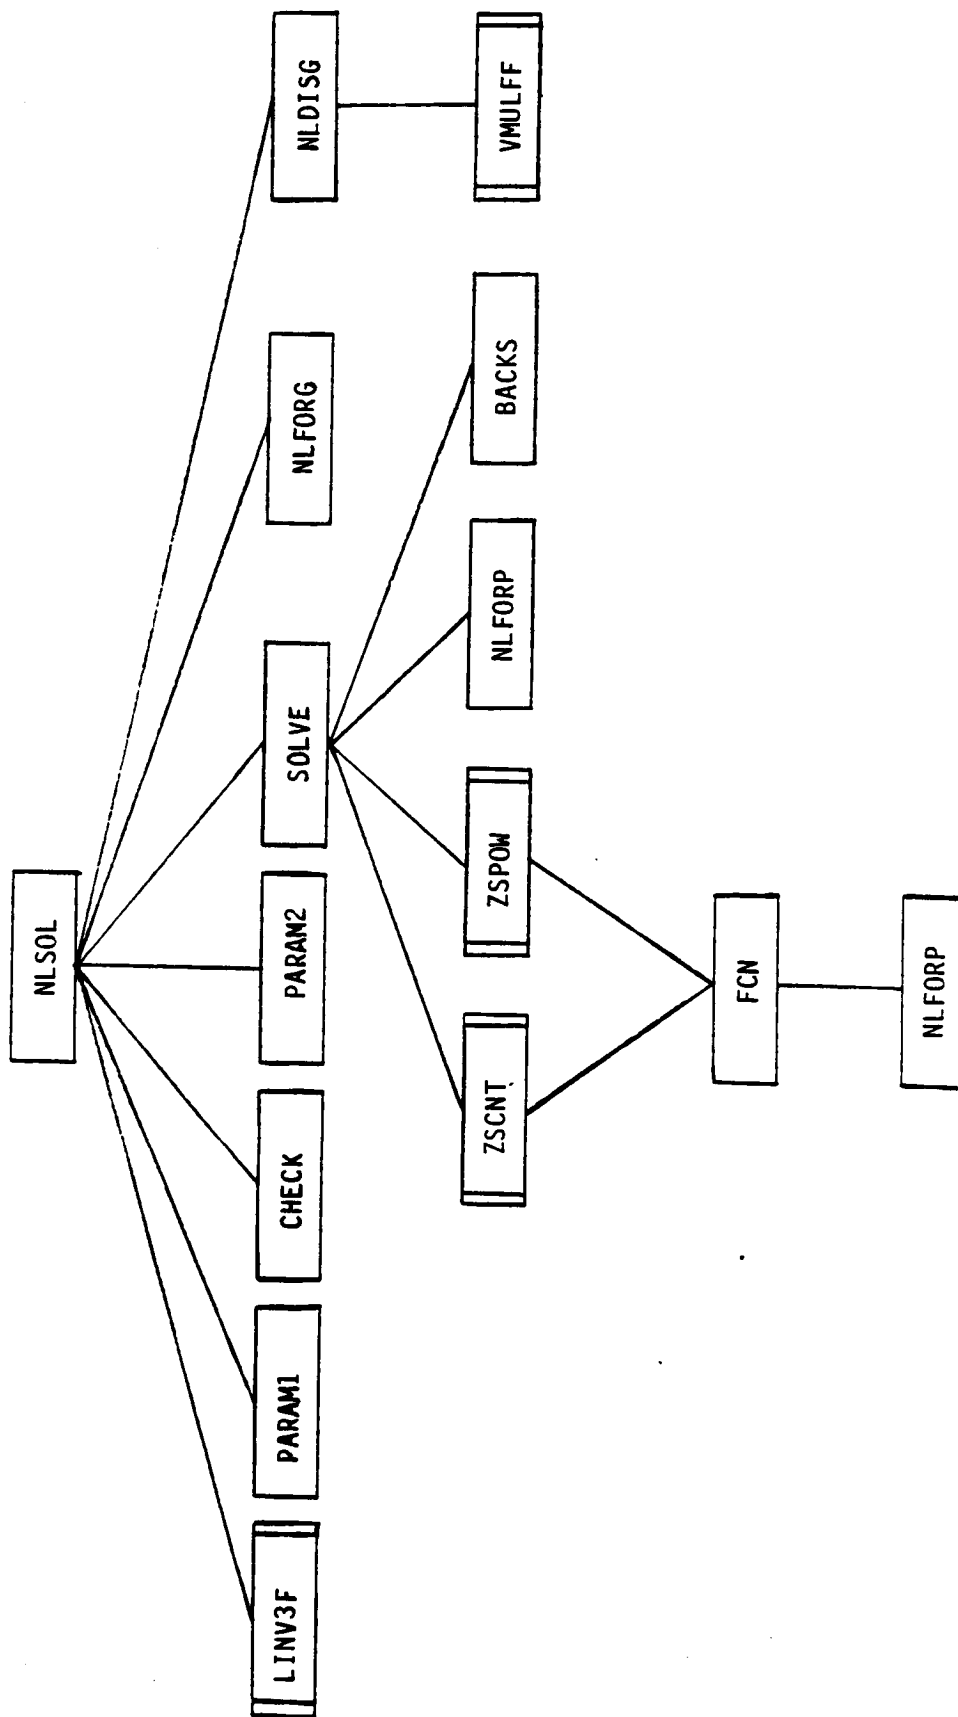 NLSOL
LINV3F
PARAM1
CHECK
PARAM2
SOLVE
NLFORG
NLDISG
ZSCNT
ZSPOW
NLFORP
BACKS
VMULFF
FCN
NLFORP